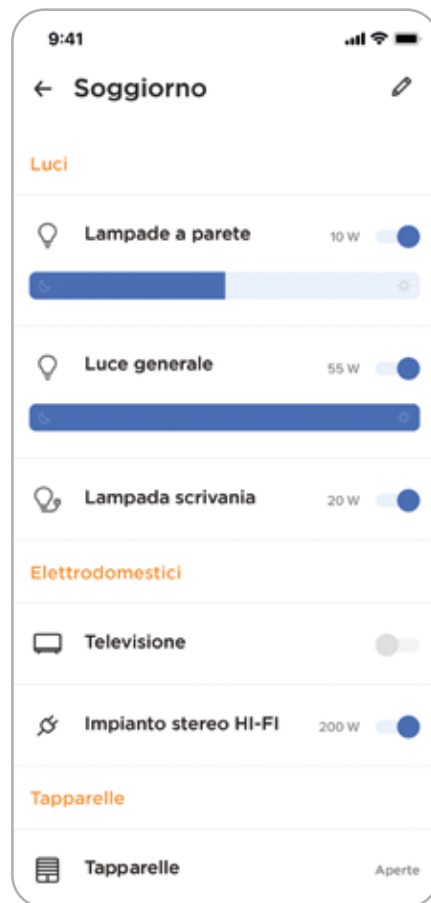 9:41
Soggiorno
Luci
Lampade a parete 10 W
Luce generale 55 W
Lampada scrivania 20 W
Elettrodomestici
Televisione
Impianto stereo HI-FI 200 W
Tapparelle
Tapparelle Aperte